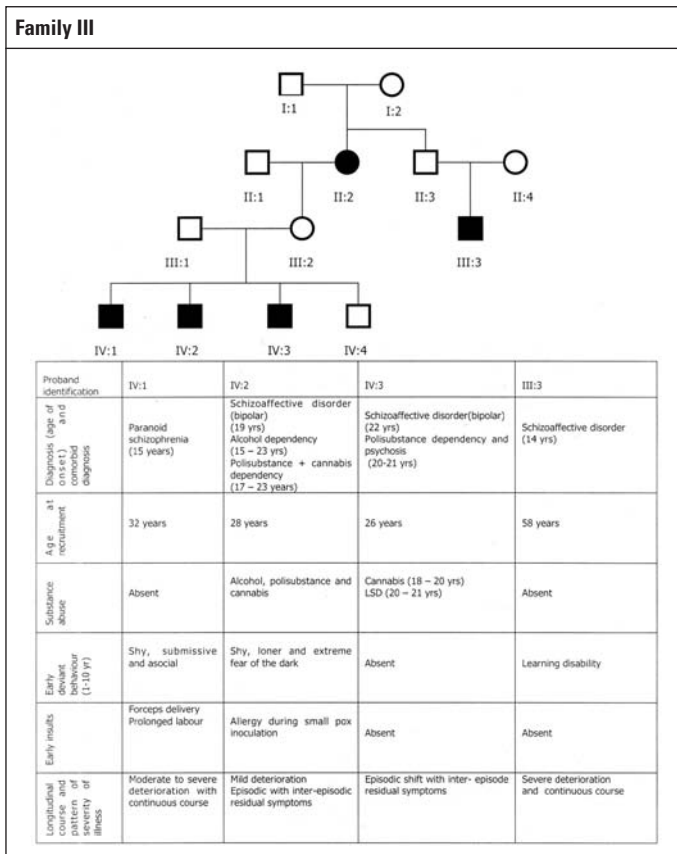 Family III
I:1 I:2
II:1 II:2 II:3 II:4
III:1 III:2 III:3
IV:1 IV:2 IV:3 IV:4
Proband
identification
IV:1
IV:2
IV:3
III:3
Diagnosis (age of
onset) and
comorbid
diagnosis
Paranoid
schizophrenia
(15 years)
Schizoaffective disorder
(bipolar)
(19 yrs)
Alcohol dependency
(15 – 23 yrs)
Polisubstance + cannabis
dependency
(17 – 23 years)
Schizoaffective disorder(bipolar)
(22 yrs)
Polisubstance dependency and
psychosis
(20-21 yrs)
Schizoaffective disorder
(14 yrs)
Age at
recruitment
32 years
28 years
26 years
58 years
Substance
abuse
Absent
Alcohol, polisubstance and
cannabis
Cannabis (18 – 20 yrs)
LSD (20 – 21 yrs)
Absent
Early
deviant
behaviour
(1-10 yr)
Shy, submissive
and asocial
Shy, loner and extreme
fear of the dark
Absent
Learning disability
Early insults
Forceps delivery
Prolonged labour
Allergy during small pox
inoculation
Absent
Absent
Longitudinal
course and
pattern of
severity of
illness
Moderate to severe
deterioration with
continuous course
Mild deterioration
Episodic with inter-episodic
residual symptoms
Episodic shift with inter- episode
residual symptoms
Severe deterioration
and continuous course